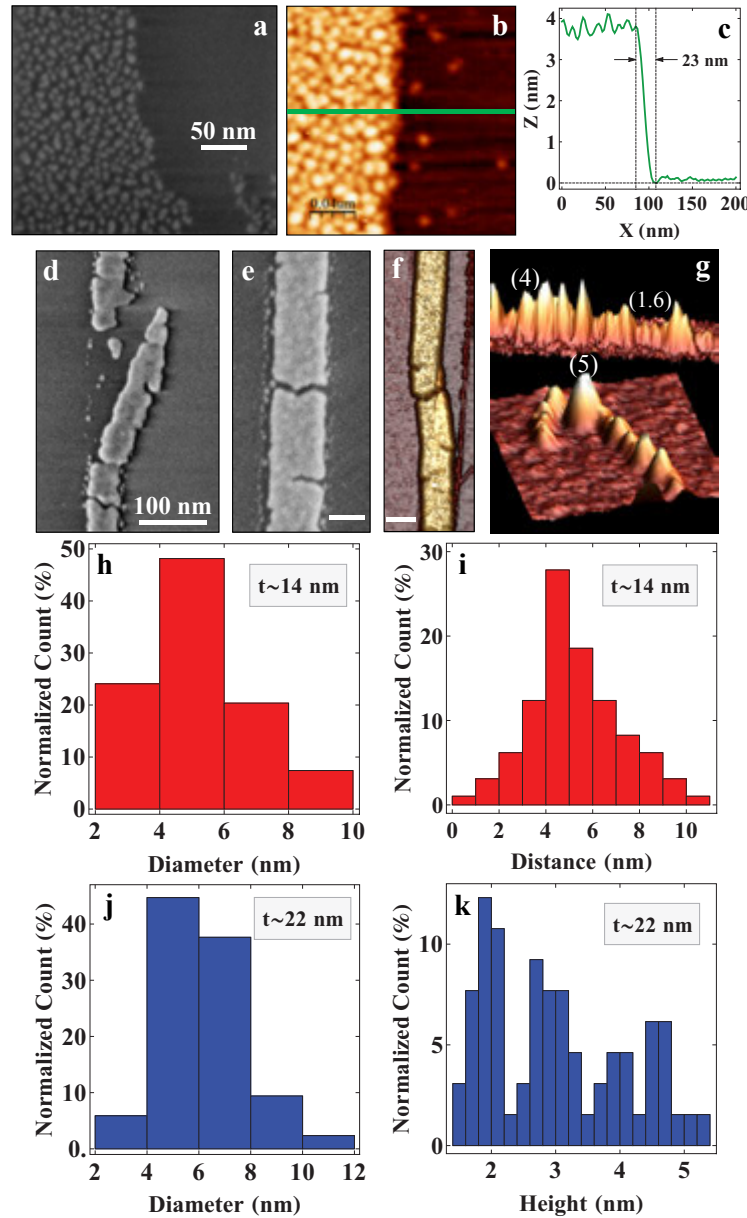 a
50 nm
b
0.04um
c
4
3
2
1
0
Z (nm)
23 nm
0 50 100 150 200
X (nm)
d
100 nm
e
f
g
(4)
(1.6)
(5)
h
t~14 nm
50
40
30
20
10
0
Normalized Count (%)
2 4 6 8 10
Diameter (nm)
i
t~14 nm
30
20
10
0
Normalized Count (%)
0 2 4 6 8 10
Distance (nm)
j
t~22 nm
40
30
20
10
0.
Normalized Count (%)
2 4 6 8 10 12
Diameter (nm)
k
t~22 nm
10
5
0
Normalized Count (%)
2 3 4 5
Height (nm)